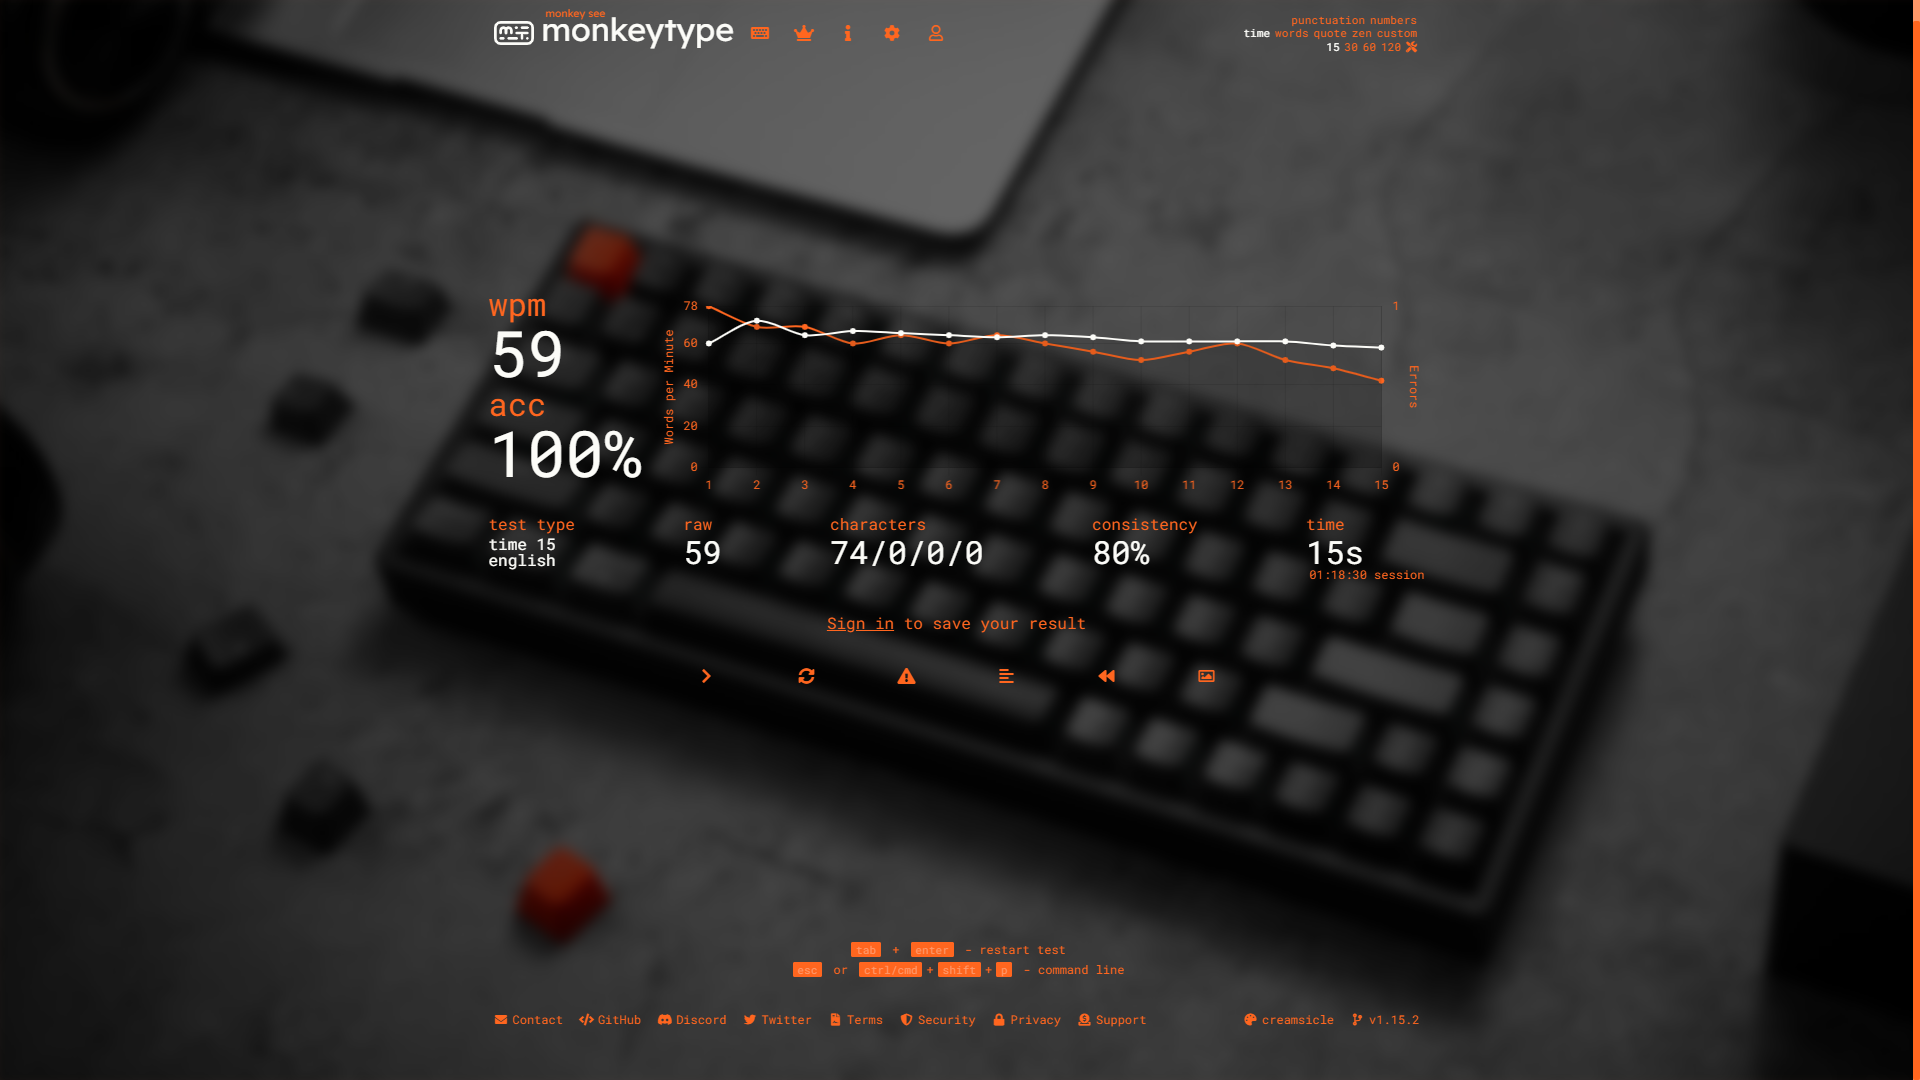 monkey see
monkeytype
punctuation numbers
time words quote zen custom
15 30 60 120
wpm
59
acc
100%
Words per Minute
78
60
40
20
0
1 2 3 4 5 6 7 8 9 10 11 12 13 14 15
1
0
Errors
test type
time 15
english
raw
59
characters
74/0/0/0
consistency
80%
time
15s
01:18:30 session
Sign in to save your result
tab + enter - restart test
esc or ctrl/cmd + shift + p - command line
Contact GitHub Discord Twitter Terms Security Privacy Support creamsicle v1.15.2